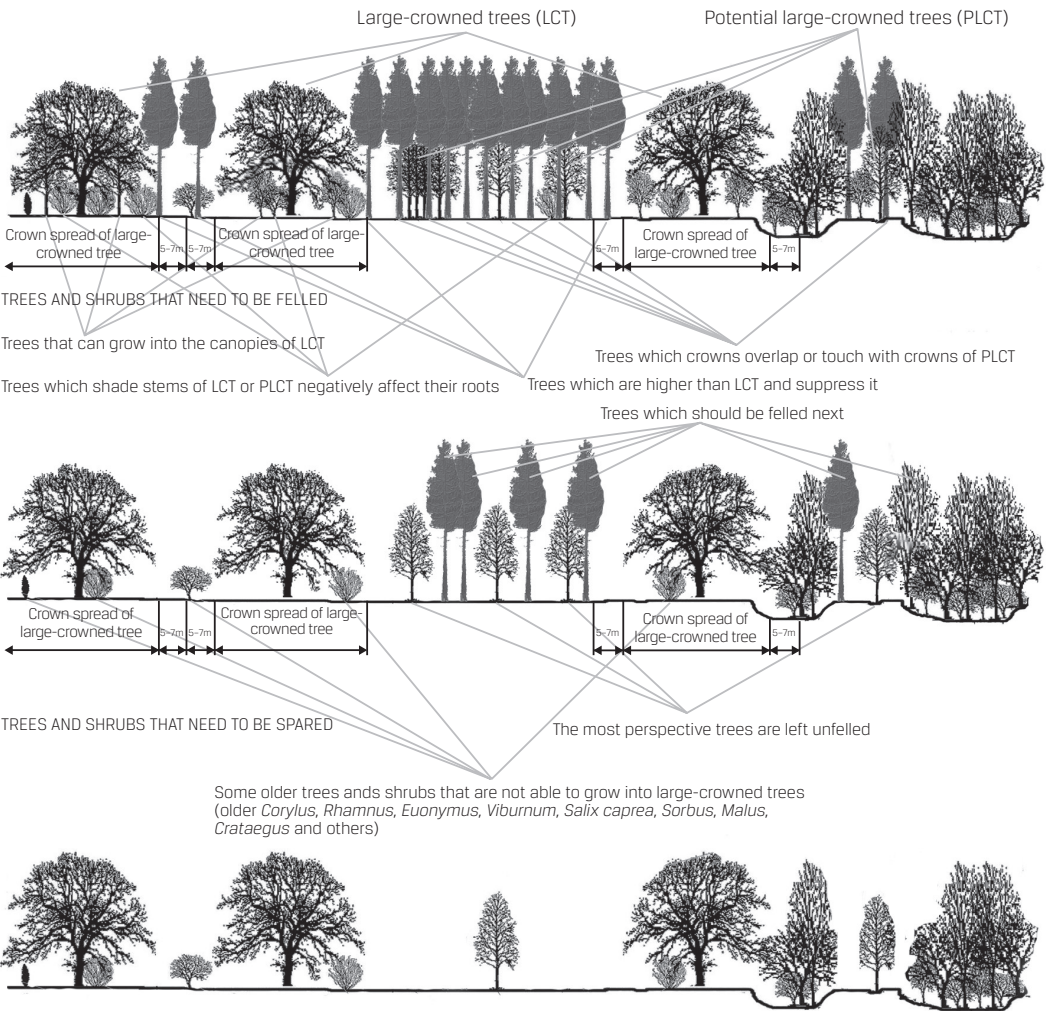 Large-crowned trees (LCT)
Potential large-crowned trees (PLCT)
Crown spread of large-
crowned tree
5-7m
5-7m
Crown spread of large-
crowned tree
5-7m
Crown spread of
large-crowned tree
5-7m
TREES AND SHRUBS THAT NEED TO BE FELLED
Trees that can grow into the canopies of LCT
Trees which crowns overlap or touch with crowns of PLCT
Trees which shade stems of LCT or PLCT negatively affect their roots
Trees which are higher than LCT and suppress it
Trees which should be felled next
Crown spread of
large-crowned tree
5-7m
5-7m
Crown spread of large-
crowned tree
5-7m
Crown spread of
large-crowned tree
5-7m
TREES AND SHRUBS THAT NEED TO BE SPARED
The most perspective trees are left unfelled
Some older trees ands shrubs that are not able to grow into large-crowned trees
(older Corylus, Rhamnus, Euonymus, Viburnum, Salix caprea, Sorbus, Malus,
Crataegus and others)